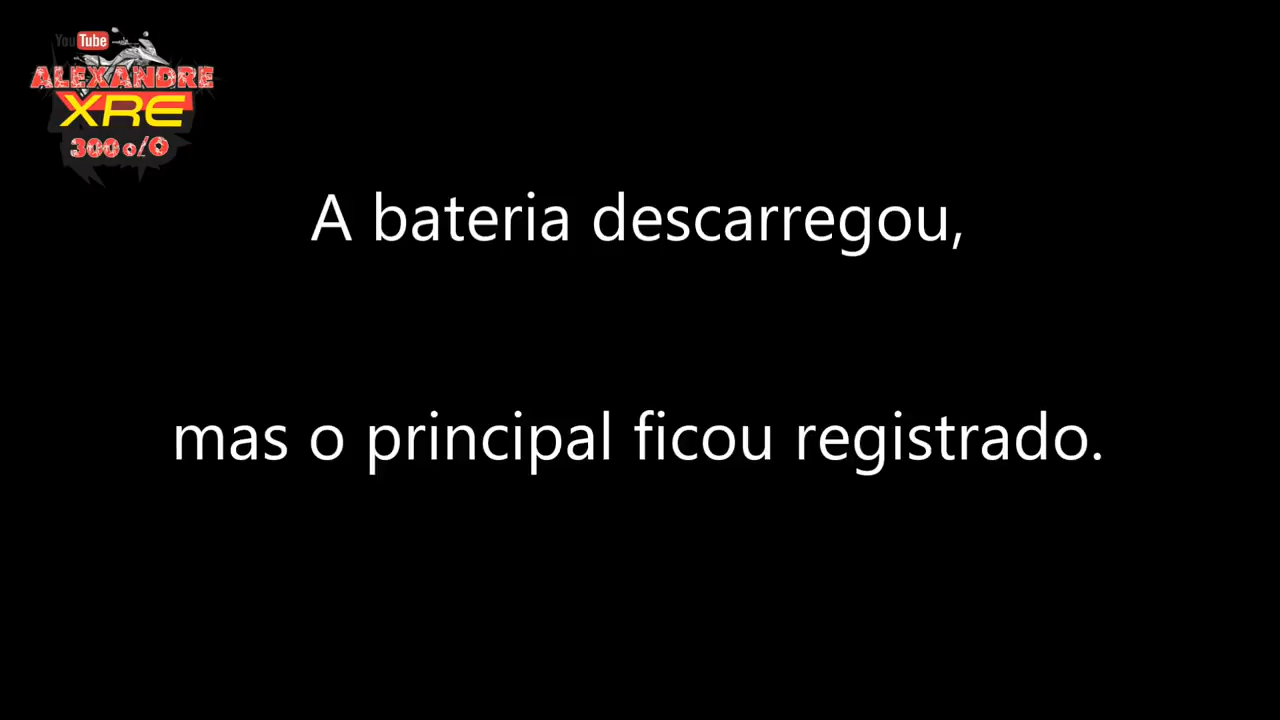 YouTube
ALEXANDRE
XRE
300 o/O
A bateria descarregou,
mas o principal ficou registrado.